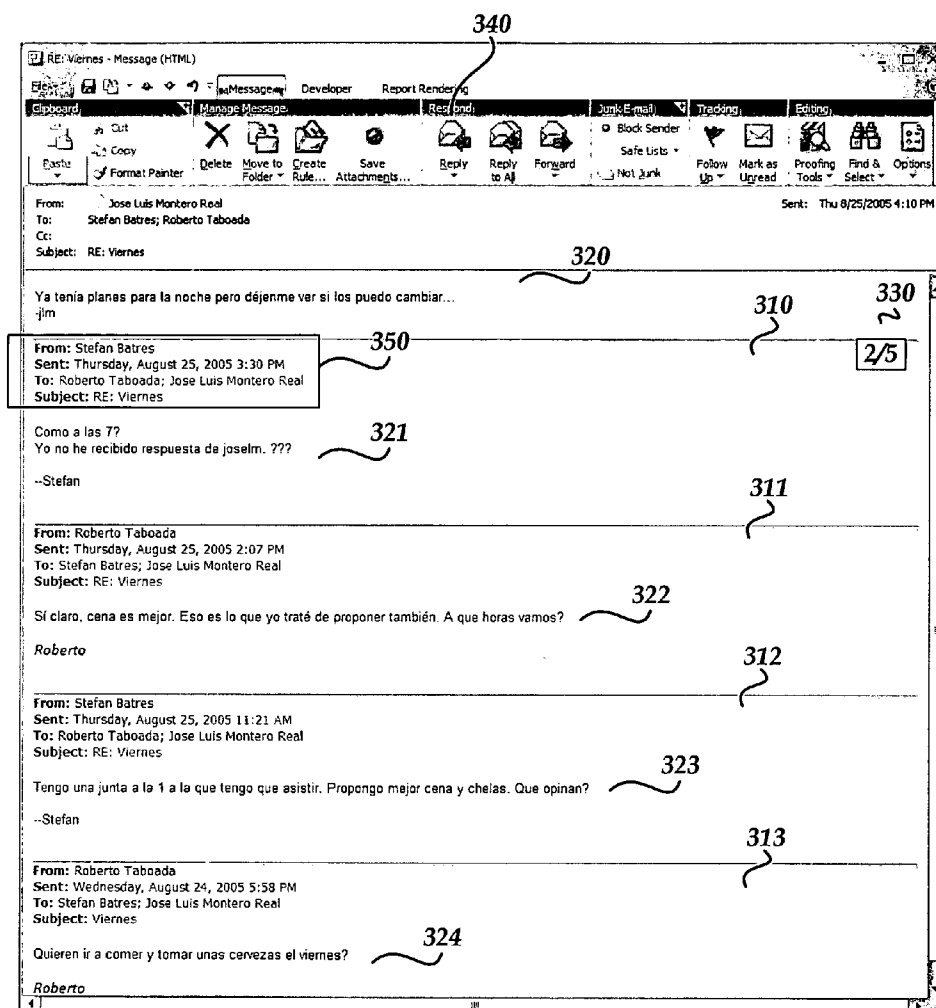 340
RE: Viernes - Message (HTML)
Message Developer Report Rendering
Clipboard Manage Message Respond Junk E-mail Tracking Editing
Cut
Copy
Paste
Format Painter
Delete Move to Folder Create Rule... Save Attachments... Reply Reply to All Forward
Block Sender
Safe Lists
Not Junk
Follow Up Mark as Unread Proofing Tools Find & Select Options
From: Jose Luis Montero Real Sent: Thu 8/25/2005 4:10 PM
To: Stefan Batres; Roberto Taboada
Cc:
Subject: RE: Viernes
320
Ya tenía planes para la noche pero déjenme ver si los puedo cambiar...
-jlm
310 330
From: Stefan Batres 350 2/5
Sent: Thursday, August 25, 2005 3:30 PM
To: Roberto Taboada; Jose Luis Montero Real
Subject: RE: Viernes
Como a las 7? 321
Yo no he recibido respuesta de joselm. ???
--Stefan
311
From: Roberto Taboada
Sent: Thursday, August 25, 2005 2:07 PM
To: Stefan Batres; Jose Luis Montero Real
Subject: RE: Viernes
322
Sí claro, cena es mejor. Eso es lo que yo traté de proponer también. A que horas vamos?
Roberto
312
From: Stefan Batres
Sent: Thursday, August 25, 2005 11:21 AM
To: Roberto Taboada; Jose Luis Montero Real
Subject: RE: Viernes
323
Tengo una junta a la 1 a la que tengo que asistir. Propongo mejor cena y chelas. Que opinan?
--Stefan
313
From: Roberto Taboada
Sent: Wednesday, August 24, 2005 5:58 PM
To: Stefan Batres; Jose Luis Montero Real
Subject: Viernes
324
Quieren ir a comer y tomar unas cervezas el viernes?
Roberto